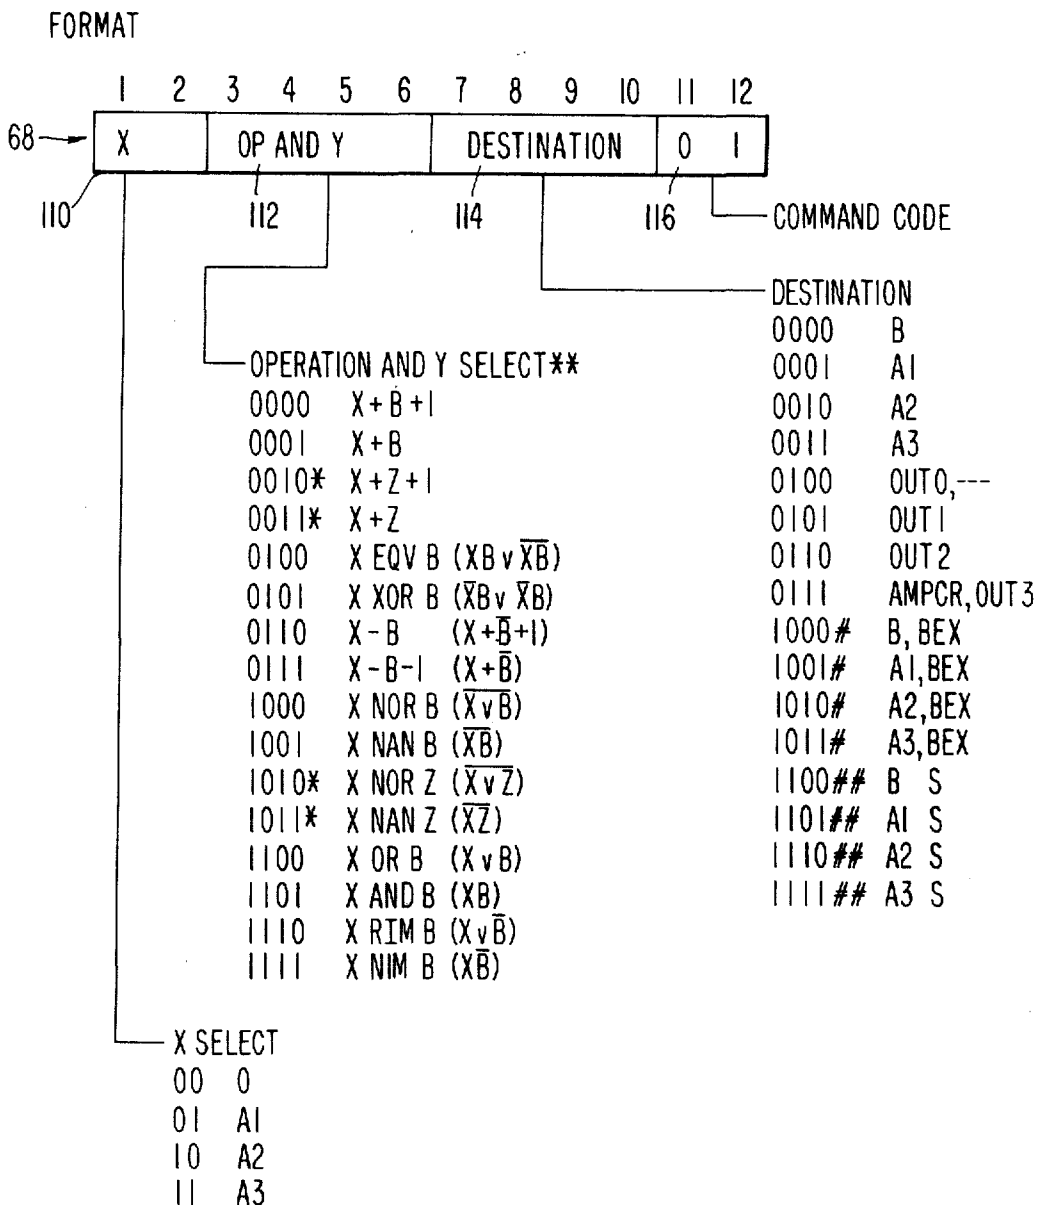 FORMAT
1 2 3 4 5 6 7 8 9 10 11 12
68 X OP AND Y DESTINATION 0 1
110 112 114 116 COMMAND CODE
DESTINATION
0000 B
0001 A1
0010 A2
0011 A3
0100 OUT0,---
0101 OUT1
0110 OUT2
0111 AMPCR,OUT3
1000# B,BEX
1001# A1,BEX
1010# A2,BEX
1011# A3,BEX
1100## B S
1101## A1 S
1110## A2 S
1111## A3 S
OPERATION AND Y SELECT**
0000 X+B+1
0001 X+B
0010* X+Z+1
0011* X+Z
0100 X EQV B (XB v X̅B̅)
0101 X XOR B (X̅B v X̅B)
0110 X-B (X+B̅+1)
0111 X-B-1 (X+B̅)
1000 X NOR B (X̅ ̅v̅ ̅B̅)
1001 X NAN B (X̅B̅)
1010* X NOR Z (X̅ ̅v̅ ̅Z̅)
1011* X NAN Z (X̅Z̅)
1100 X OR B (X v B)
1101 X AND B (XB)
1110 X RIM B (X v B̅)
1111 X NIM B (XB̅)
X SELECT
00 0
01 A1
10 A2
11 A3